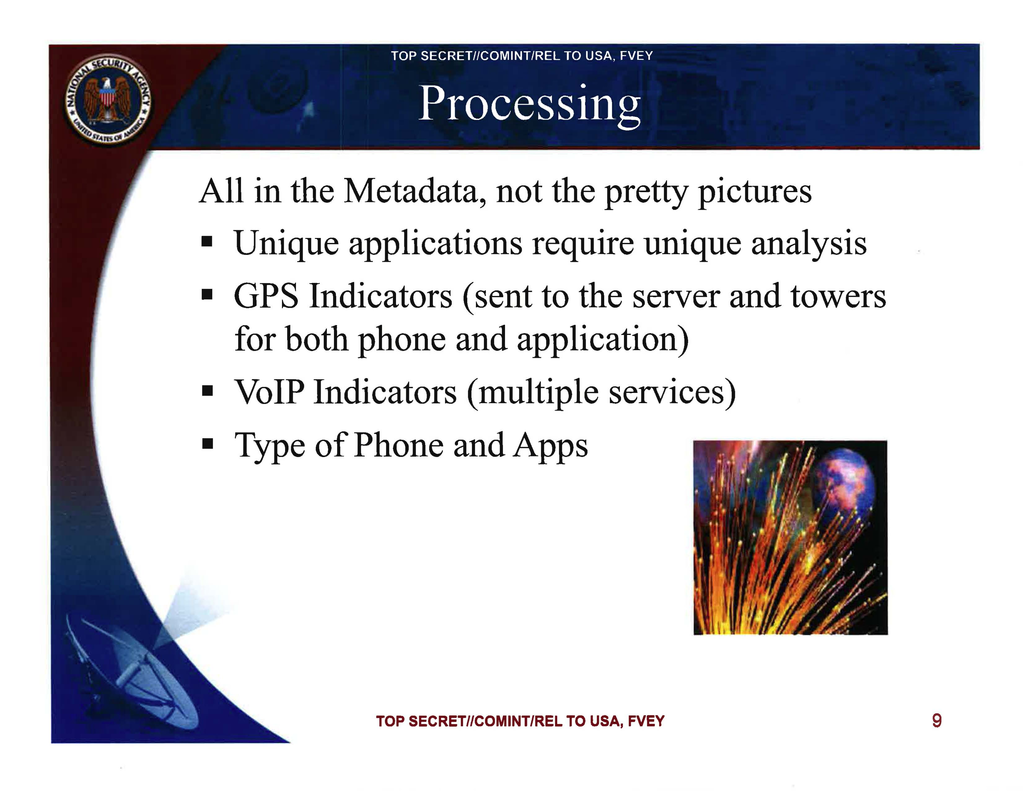 TOP SECRET//COMINT/REL TO USA, FVEY
NATIONAL SECURITY AGENCY
UNITED STATES OF AMERICA
Processing
All in the Metadata, not the pretty pictures
▪ Unique applications require unique analysis
▪ GPS Indicators (sent to the server and towers
for both phone and application)
▪ VoIP Indicators (multiple services)
▪ Type of Phone and Apps
TOP SECRET//COMINT/REL TO USA, FVEY
9